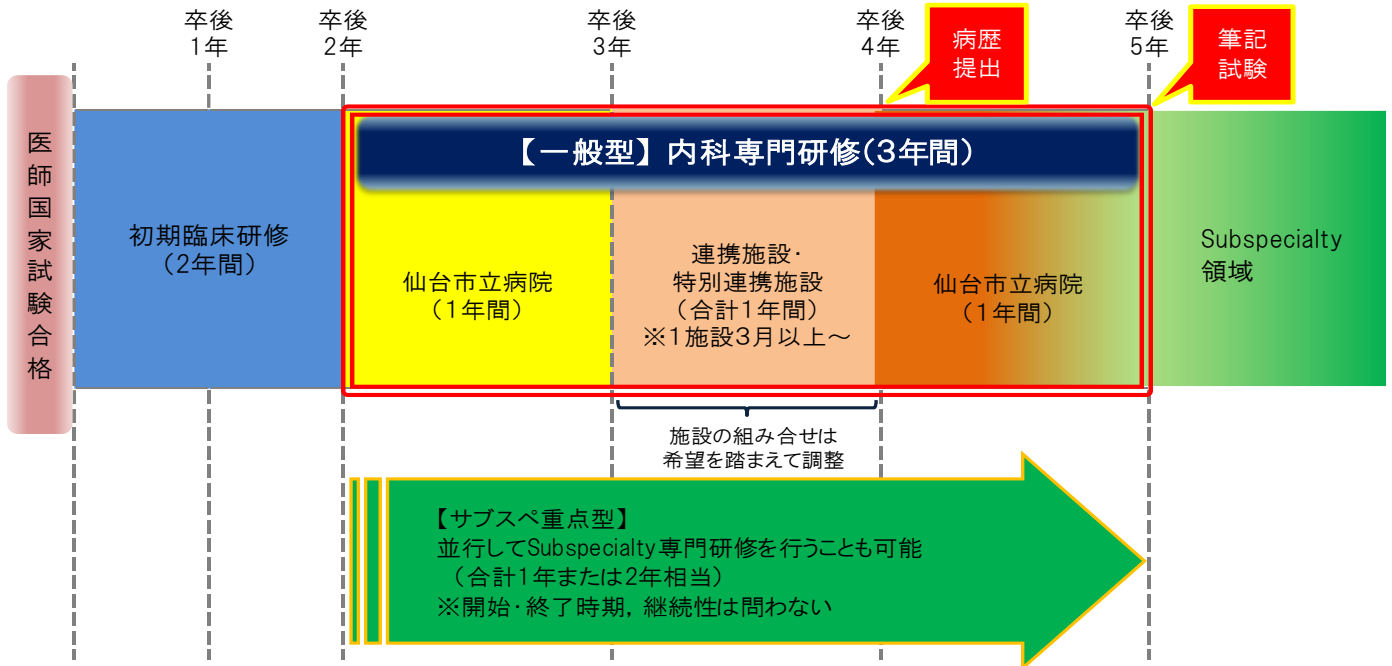 卒後
1年
卒後
2年
卒後
3年
卒後
4年
卒後
5年
病歴
提出
筆記
試験
医師国家試験合格
【一般型】内科専門研修(3年間)
初期臨床研修
(2年間)
仙台市立病院
(1年間)
連携施設・
特別連携施設
(合計1年間)
※1施設3月以上～
仙台市立病院
(1年間)
Subspecialty
領域
施設の組み合せは
希望を踏まえて調整
【サブスペ重点型】
並行してSubspecialty専門研修を行うことも可能
(合計1年または2年相当)
※開始・終了時期，継続性は問わない